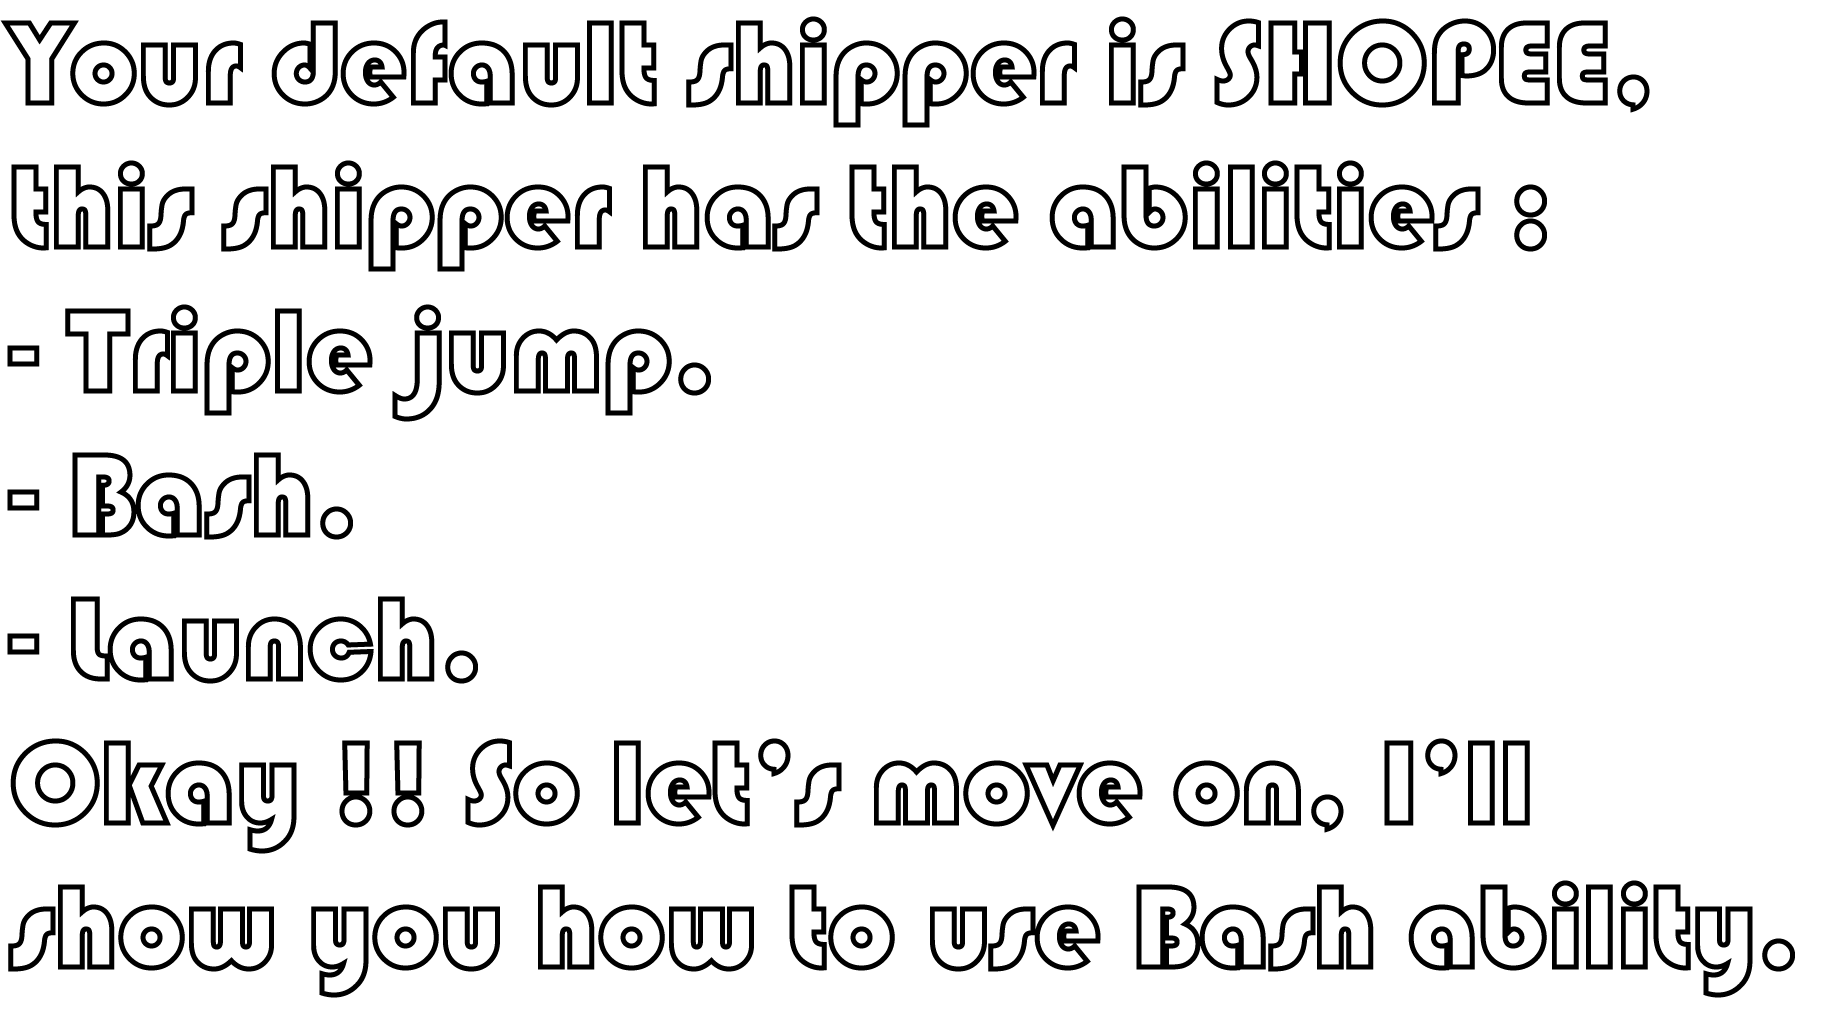 Your default shipper is SHOPEE,
this shipper has the abilities :
- Triple jump.
- Bash.
- Launch.
Okay !! So let's move on, I'll
show you how to use Bash ability.